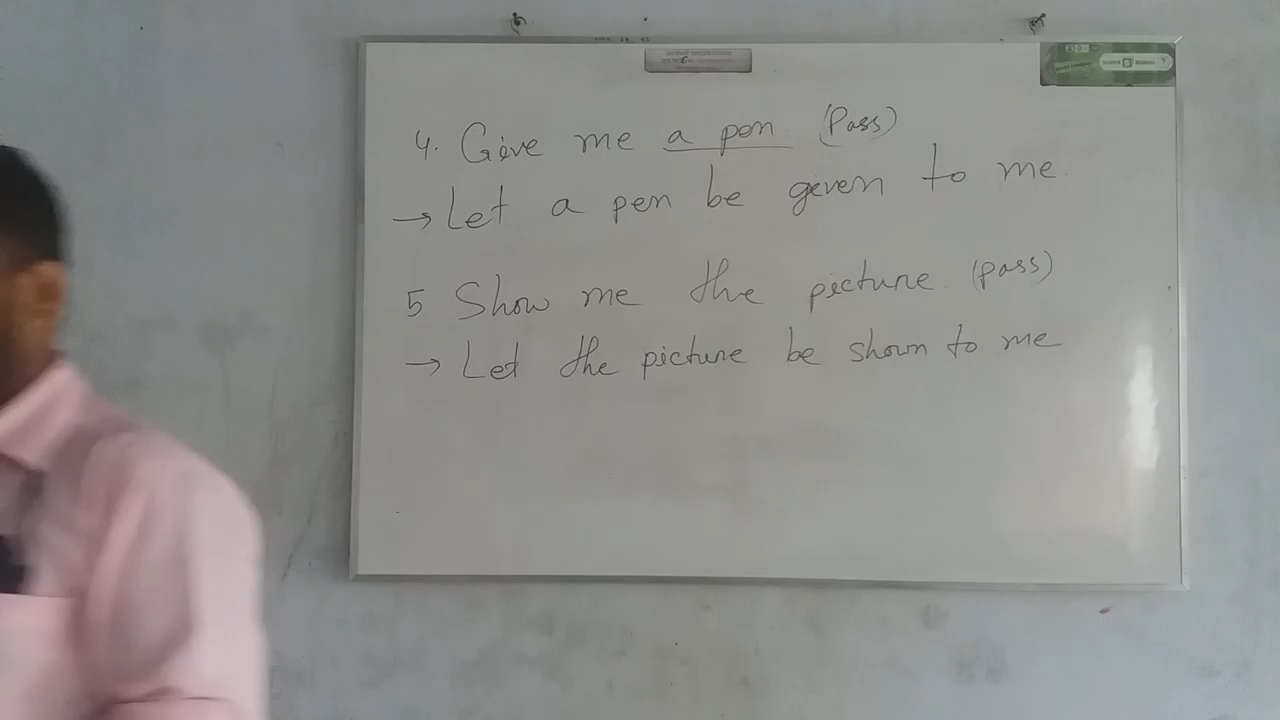 4. Give me a pen. (Pass)
→ Let a pen be given to me.
5 Show me the picture. (pass)
→ Let the picture be shown to me